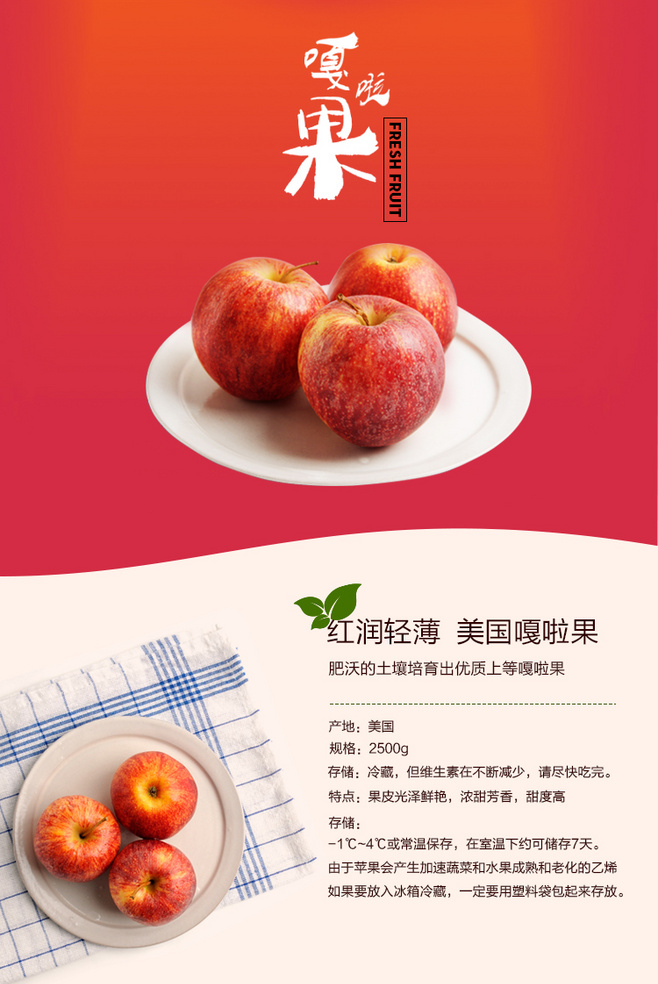 嘎啦
果
FRESH FRUIT
红润轻薄 美国嘎啦果
肥沃的土壤培育出优质上等嘎啦果
产地：美国
规格：2500g
存储：冷藏，但维生素在不断减少，请尽快吃完。
特点：果皮光泽鲜艳，浓甜芳香，甜度高
存储：
-1℃~4℃或常温保存，在室温下约可储存7天。
由于苹果会产生加速蔬菜和水果成熟和老化的乙烯
如果要放入冰箱冷藏，一定要用塑料袋包起来存放。